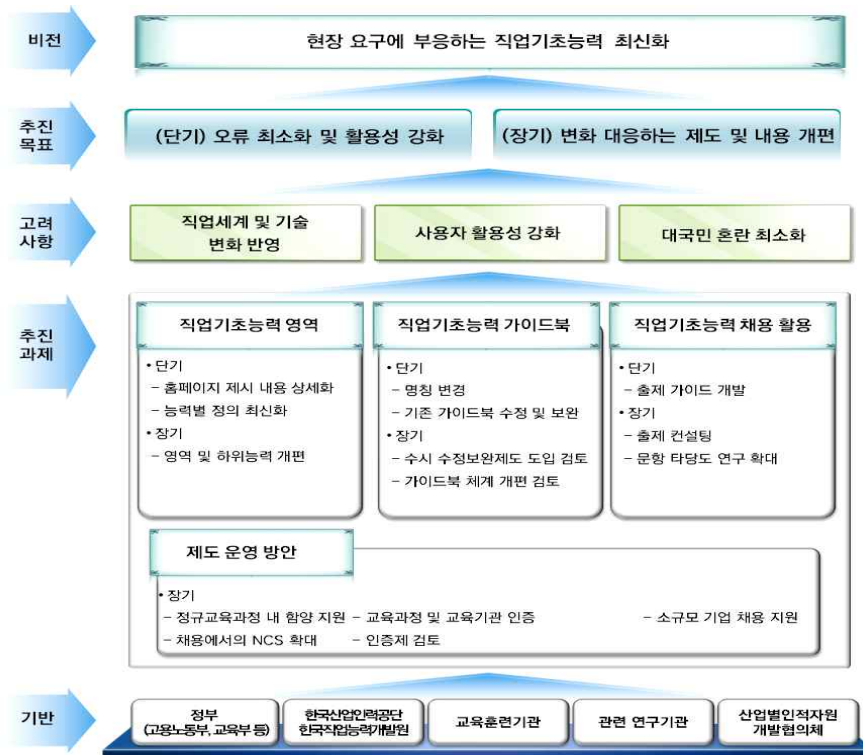 비전
현장 요구에 부응하는 직업기초능력 최신화
추진
목표
(단기) 오류 최소화 및 활용성 강화
(장기) 변화 대응하는 제도 및 내용 개편
고려
사항
직업세계 및 기술
변화 반영
사용자 활용성 강화
대국민 혼란 최소화
추진
과제
직업기초능력 영역
• 단기
- 홈페이지 제시 내용 상세화
- 능력별 정의 최신화
• 장기
- 영역 및 하위능력 개편
직업기초능력 가이드북
• 단기
- 명칭 변경
- 기존 가이드북 수정 및 보완
• 장기
- 수시 수정보완제도 도입 검토
- 가이드북 체계 개편 검토
직업기초능력 채용 활용
• 단기
- 출제 가이드 개발
• 장기
- 출제 컨설팅
- 문항 타당도 연구 확대
제도 운영 방안
• 장기
- 정규교육과정 내 함양 지원 - 교육과정 및 교육기관 인증 - 소규모 기업 채용 지원
- 채용에서의 NCS 확대 - 인증제 검토
기반
정부
(고용노동부, 교육부 등)
한국산업인력공단
한국직업능력개발원
교육훈련기관
관련 연구기관
산업별인적자원
개발협의체